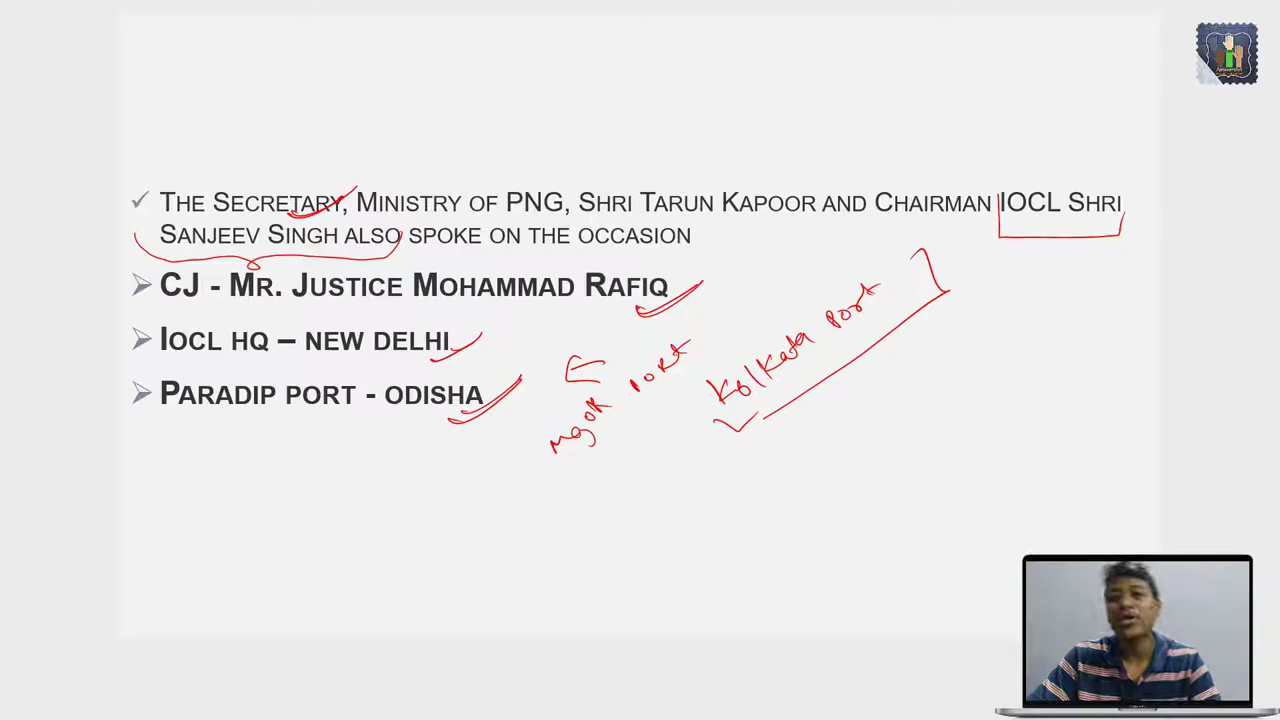 THE SECRETARY, MINISTRY OF PNG, SHRI TARUN KAPOOR AND CHAIRMAN IOCL SHRI
SANJEEV SINGH ALSO SPOKE ON THE OCCASION
CJ - MR. JUSTICE MOHAMMAD RAFIQ
IOCL HQ – NEW DELHI
PARADIP PORT - ODISHA
PORT
Kolkata port